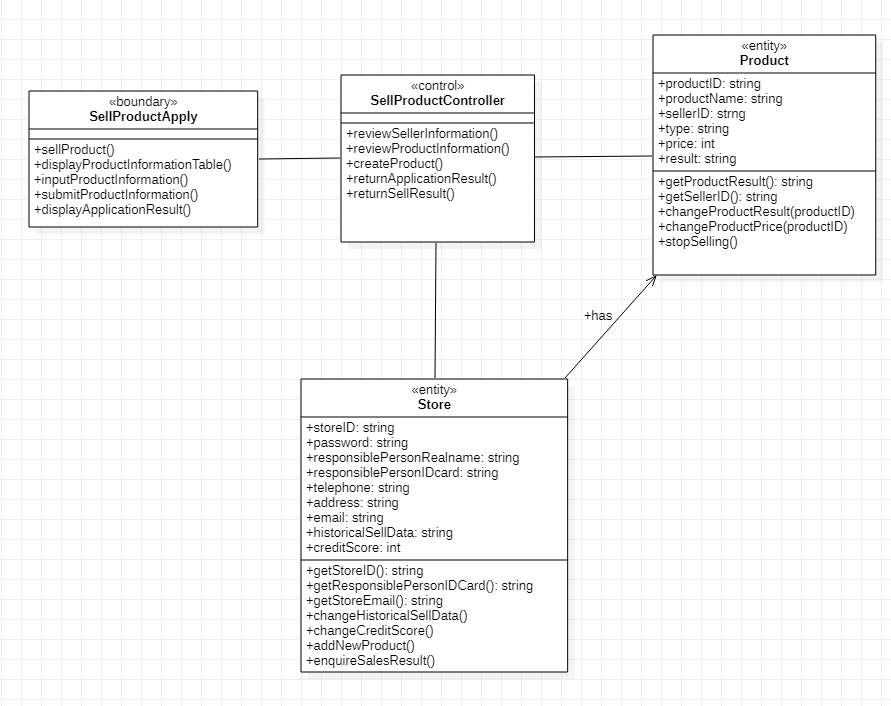 «boundary»
SellProductApply
+sellProduct()
+displayProductInformationTable()
+inputProductInformation()
+submitProductInformation()
+displayApplicationResult()
«control»
SellProductController
+reviewSellerInformation()
+reviewProductInformation()
+createProduct()
+returnApplicationResult()
+returnSellResult()
«entity»
Product
+productID: string
+productName: string
+sellerID: strng
+type: string
+price: int
+result: string
+getProductResult(): string
+getSellerID(): string
+changeProductResult(productID)
+changeProductPrice(productID)
+stopSelling()
+has
«entity»
Store
+storeID: string
+password: string
+responsiblePersonRealname: string
+responsiblePersonIDcard: string
+telephone: string
+address: string
+email: string
+historicalSellData: string
+creditScore: int
+getStoreID(): string
+getResponsiblePersonIDCard(): string
+getStoreEmail(): string
+changeHistoricalSellData()
+changeCreditScore()
+addNewProduct()
+enquireSalesResult()